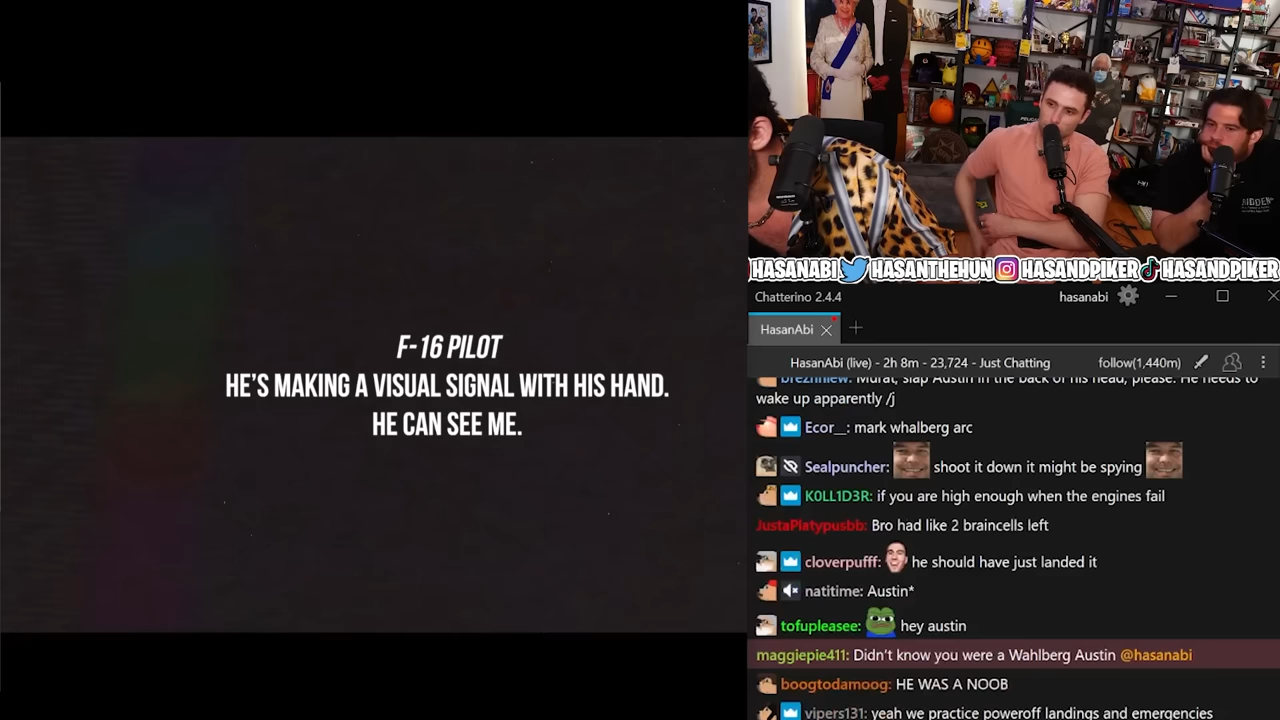 F-16 PILOT
HE'S MAKING A VISUAL SIGNAL WITH HIS HAND.
HE CAN SEE ME.
HASANABI HASANTHEHUN HASANDPIKER HASANDPIKER
Chatterino 2.4.4 hasanabi
HasanAbi
HasanAbi (live) - 2h 8m - 23,724 - Just Chatting follow(1,440m)
brezhniew: Murat, slap Austin in the back of his head, please. He needs to
wake up apparently /j
Ecor__: mark whalberg arc
Sealpuncher: shoot it down it might be spying
K0LL1D3R: if you are high enough when the engines fail
JustaPlatypusbb: Bro had like 2 braincells left
cloverpufff: he should have just landed it
natitime: Austin*
tofupleasee: hey austin
maggiepie411: Didn't know you were a Wahlberg Austin @hasanabi
boogtodamoog: HE WAS A NOOB
vipers131: yeah we practice poweroff landings and emergencies